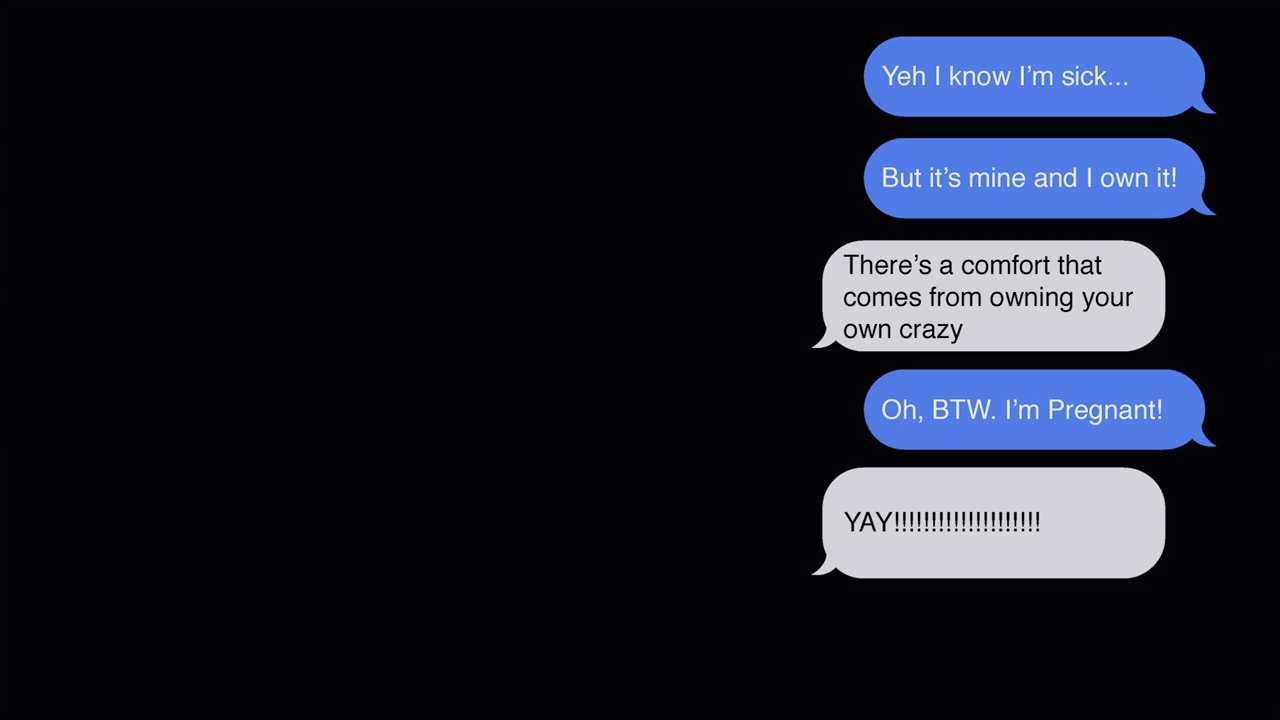 Yeh I know I’m sick...
But it’s mine and I own it!
There’s a comfort that
comes from owning your
own crazy
Oh, BTW. I’m Pregnant!
YAY!!!!!!!!!!!!!!!!!!!!